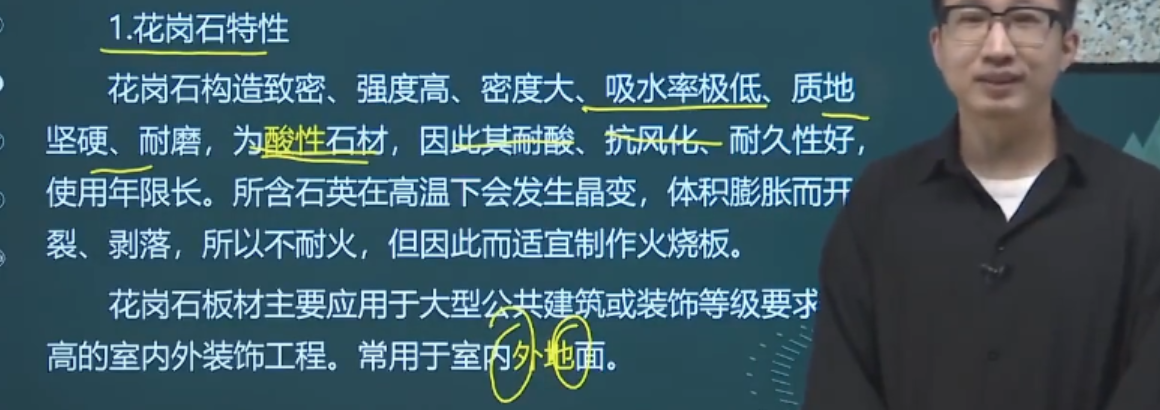 1.花岗石特性
花岗石构造致密、强度高、密度大、吸水率极低、质地
坚硬、耐磨，为酸性石材，因此其耐酸、抗风化、耐久性好，
使用年限长。所含石英在高温下会发生晶变，体积膨胀而开
裂、剥落，所以不耐火，但因此而适宜制作火烧板。
花岗石板材主要应用于大型公共建筑或装饰等级要求
高的室内外装饰工程。常用于室内外地面。